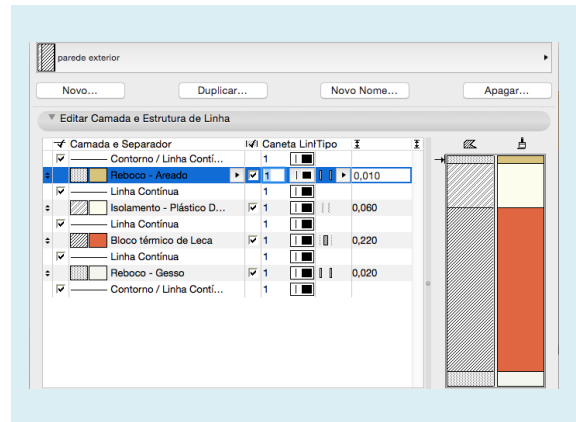 parede exterior
Novo... Duplicar... Novo Nome... Apagar...
Editar Camada e Estrutura de Linha
Camada e Separador Caneta Linh Tipo
Contorno / Linha Contí... 1
Reboco - Areado 1 0,010
Linha Contínua 1
Isolamento - Plástico D... 1 0,060
Linha Contínua 1
Bloco térmico de Leca 1 0,220
Linha Contínua 1
Reboco - Gesso 1 0,020
Contorno / Linha Contí... 1